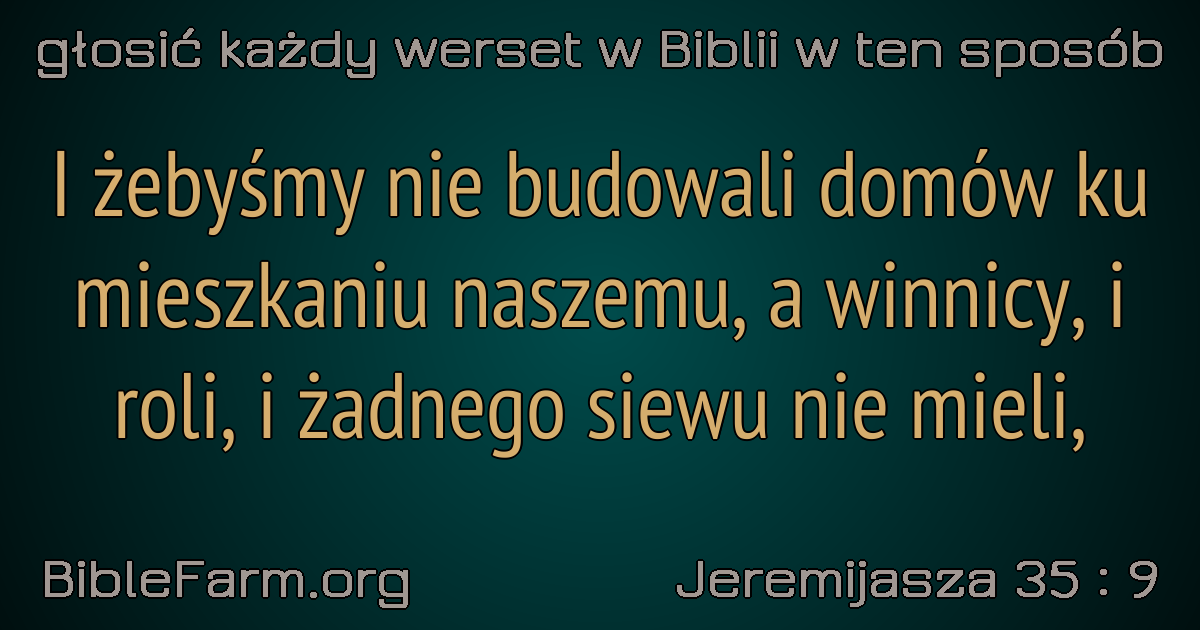 głosić każdy werset w Biblii w ten sposób
I żebyśmy nie budowali domów ku
mieszkaniu naszemu, a winnicy, i
roli, i żadnego siewu nie mieli,
BibleFarm.org
Jeremijasza 35 : 9